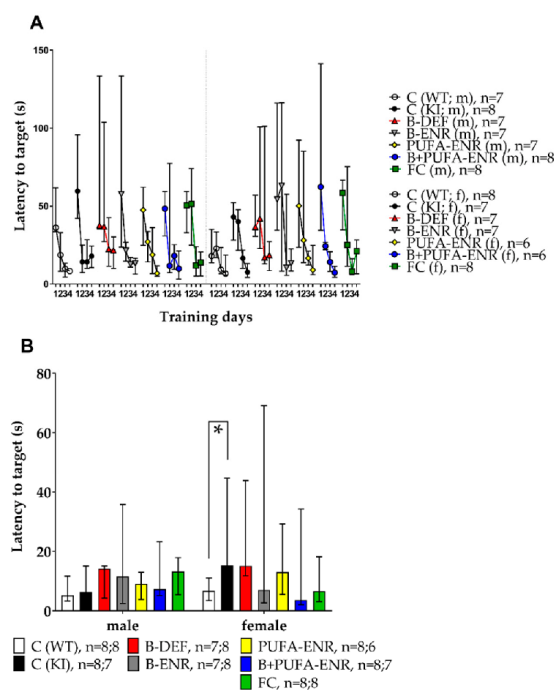 A
Latency to target (s)
150
100
50
0
1234 1234 1234 1234 1234 1234 1234 1234 1234 1234 1234 1234 1234 1234
Training days
C (WT; m), n=7
C (KI; m), n=8
B-DEF (m), n=7
B-ENR (m), n=7
PUFA-ENR (m), n=7
B+PUFA-ENR (m), n=8
FC (m), n=8
C (WT; f), n=8
C (KI; f), n=7
B-DEF (f), n=7
B-ENR (f), n=7
PUFA-ENR (f), n=6
B+PUFA-ENR (f), n=6
FC (f), n=8
B
Latency to target (s)
80
60
40
20
0
*
male female
C (WT), n=8;8 B-DEF, n=7;8 PUFA-ENR, n=8;6
C (KI), n=8;7 B-ENR, n=7;8 B+PUFA-ENR, n=8;7
FC, n=8;8